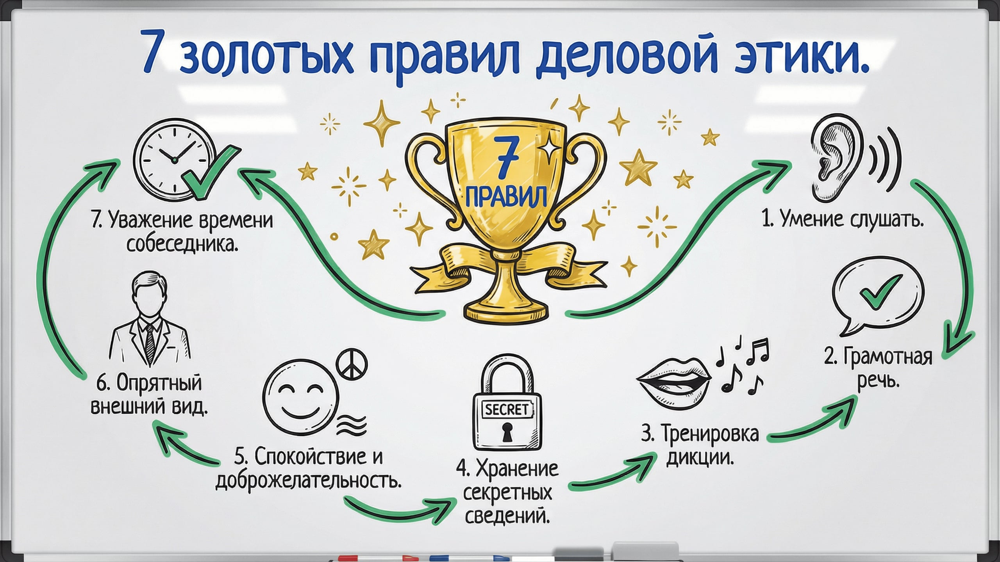 7 золотых правил деловой этики.
7
ПРАВИЛ
1. Умение слушать.
2. Грамотная
речь.
3. Тренировка
дикции.
SECRET
4. Хранение
секретных
сведений.
5. Спокойствие и
доброжелательность.
6. Опрятный
внешний вид.
7. Уважение времени
собеседника.